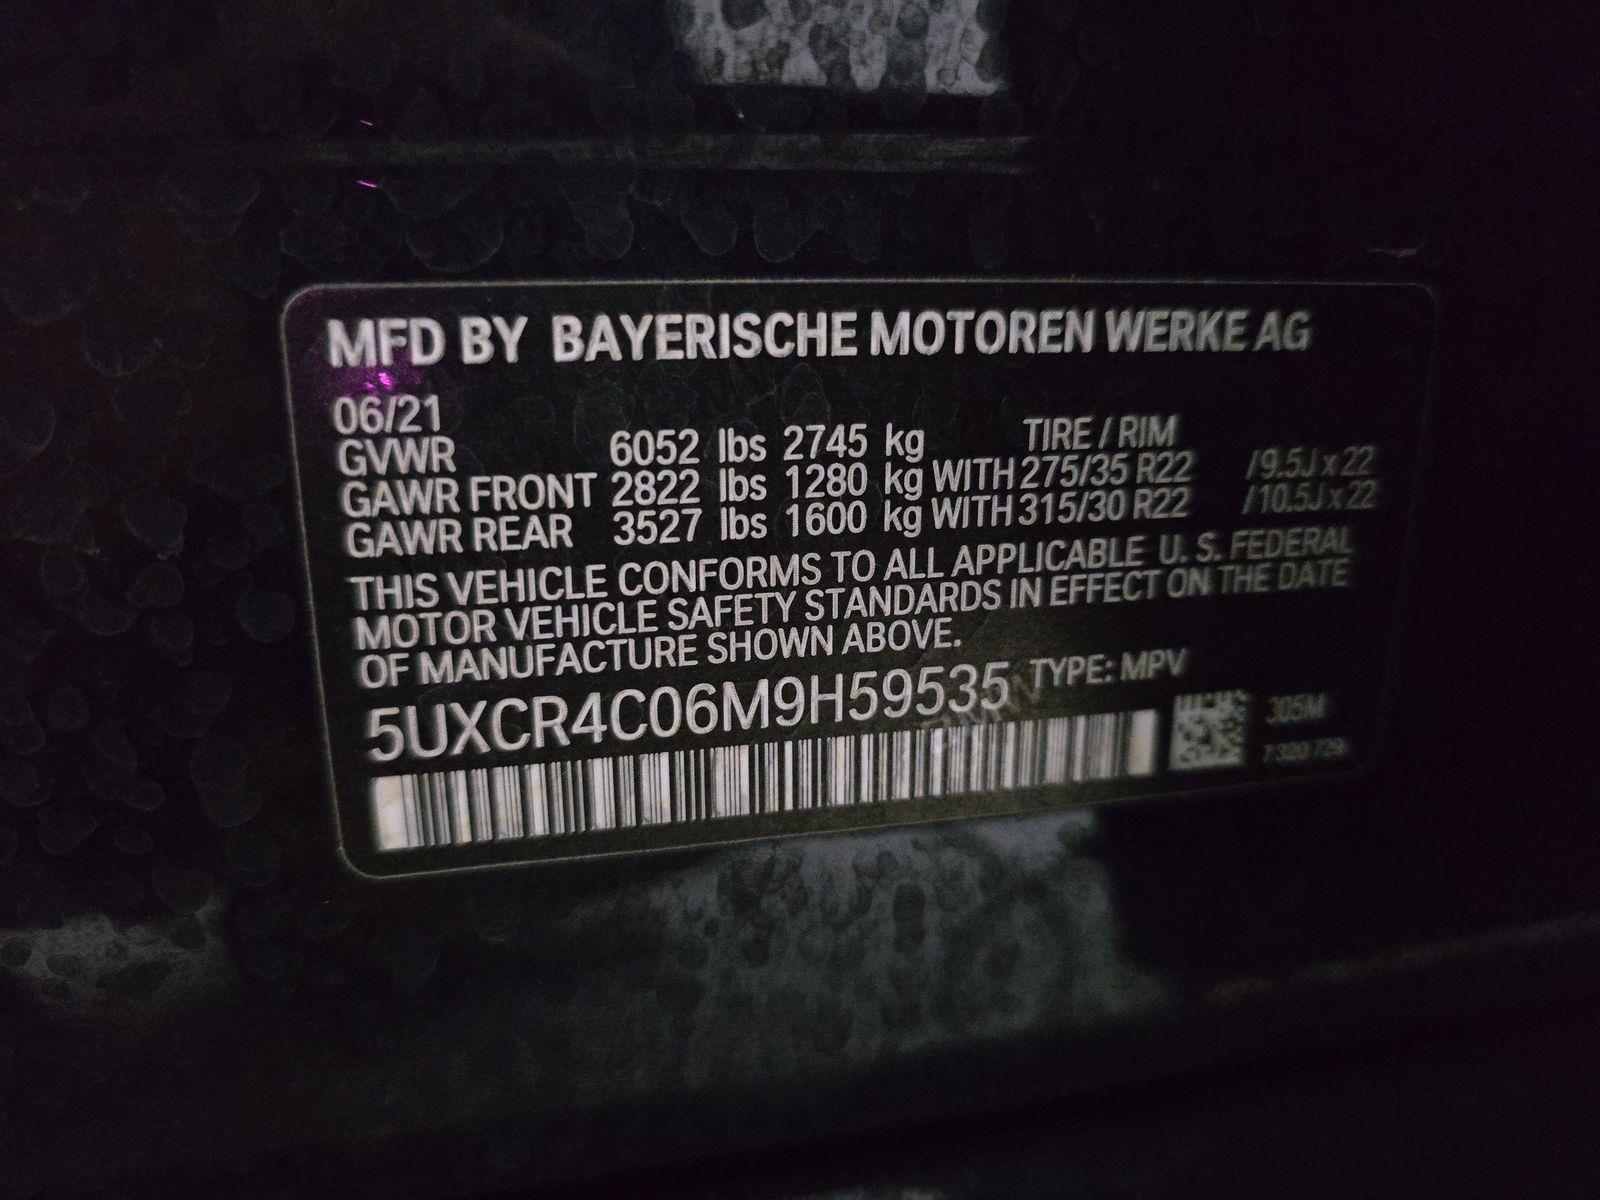 MFD BY BAYERISCHE MOTOREN WERKE AG
06/21 TIRE / RIM
GVWR 6052 lbs 2745 kg
GAWR FRONT 2822 lbs 1280 kg WITH 275/35 R22 /9.5J x 22
GAWR REAR 3527 lbs 1600 kg WITH 315/30 R22 /10.5J x 22
THIS VEHICLE CONFORMS TO ALL APPLICABLE U. S. FEDERAL
MOTOR VEHICLE SAFETY STANDARDS IN EFFECT ON THE DATE
OF MANUFACTURE SHOWN ABOVE.
5UXCR4C06M9H59535 TYPE: MPV
305M